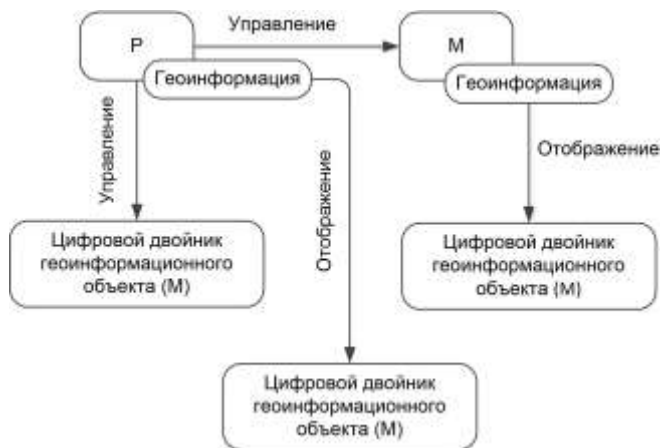 Управление
P
M
Геоинформация
Геоинформация
Управление
Отображение
Отображение
Цифровой двойник
геоинформационного
объекта (M)
Цифровой двойник
геоинформационного
объекта (M)
Цифровой двойник
геоинформационного
объекта (M)